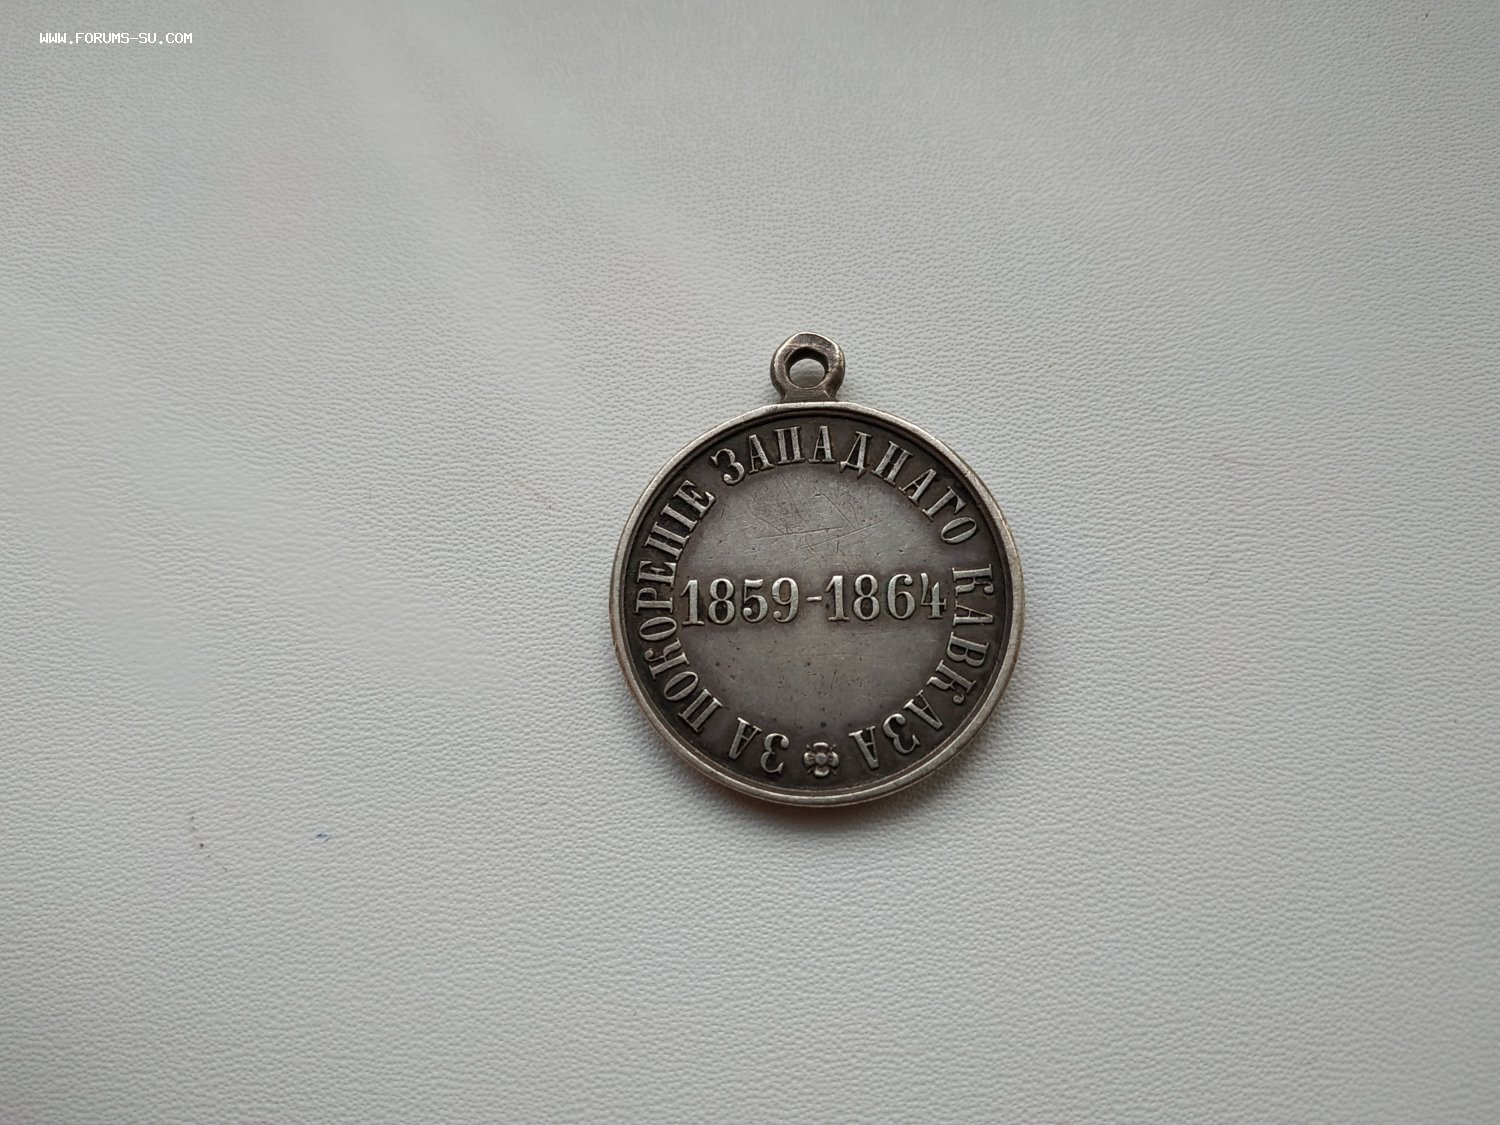 WWW.FORUMS-SU.COM
ЗА ПОКОРЕНІЕ ЗАПАДНАГО КАВКАЗА
1859-1864